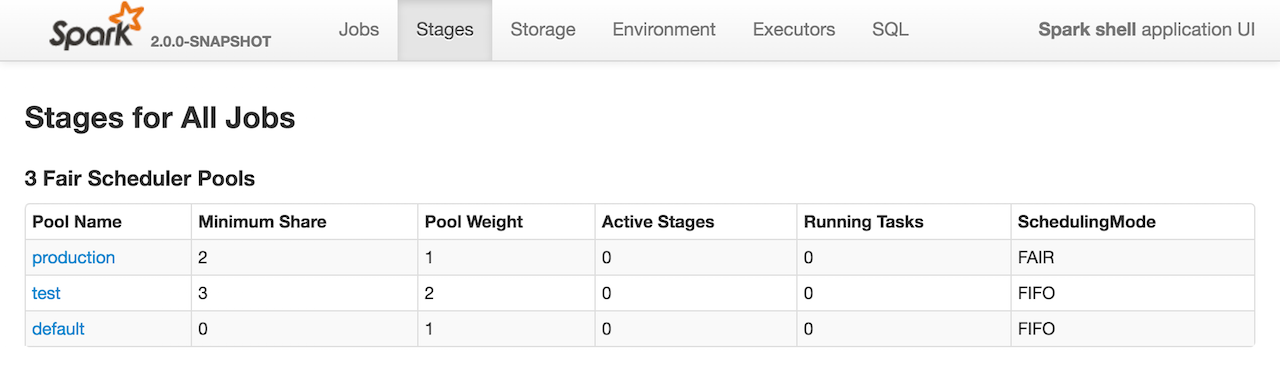 Spark 2.0.0-SNAPSHOT Jobs Stages Storage Environment Executors SQL Spark shell application UI
Stages for All Jobs
3 Fair Scheduler Pools
Pool Name Minimum Share Pool Weight Active Stages Running Tasks SchedulingMode
production 2 1 0 0 FAIR
test 3 2 0 0 FIFO
default 0 1 0 0 FIFO